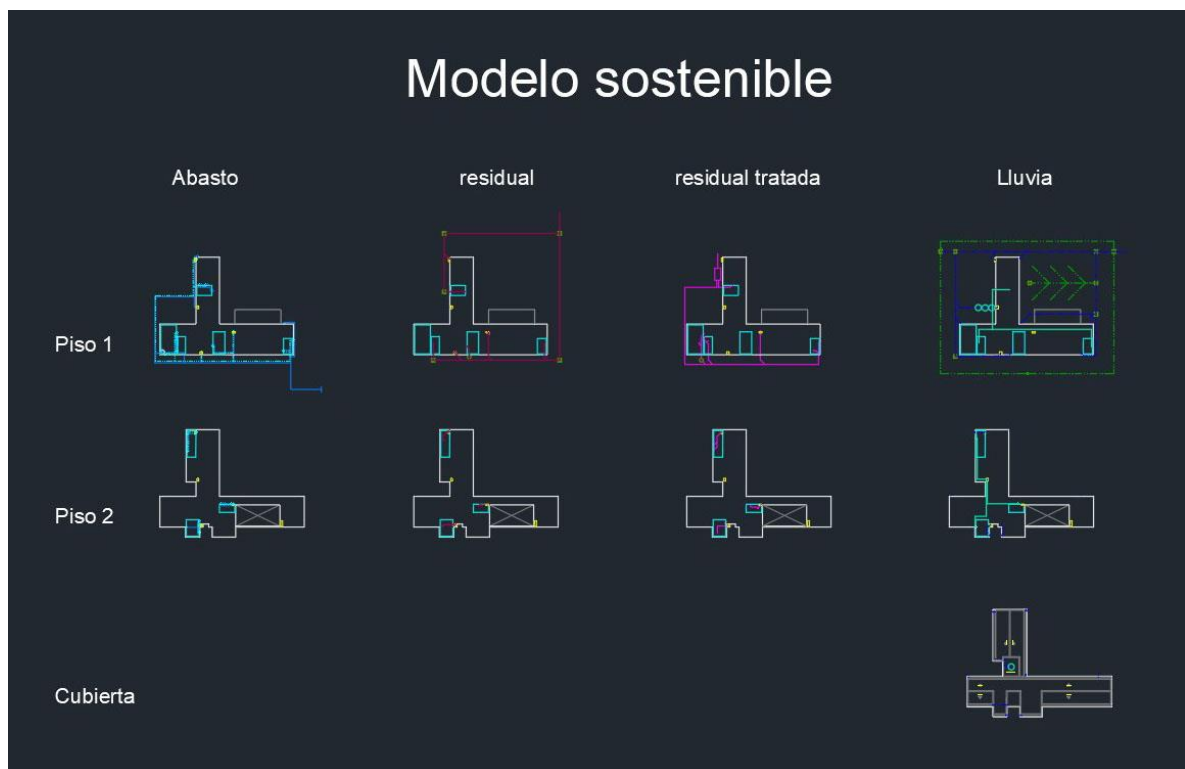 Modelo sostenible
Abasto residual residual tratada Lluvia
Piso 1
Piso 2
Cubierta